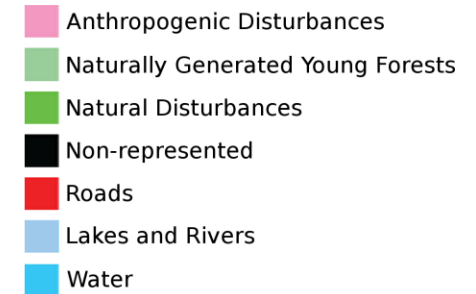 Anthropogenic Disturbances
Naturally Generated Young Forests
Natural Disturbances
Non-represented
Roads
Lakes and Rivers
Water